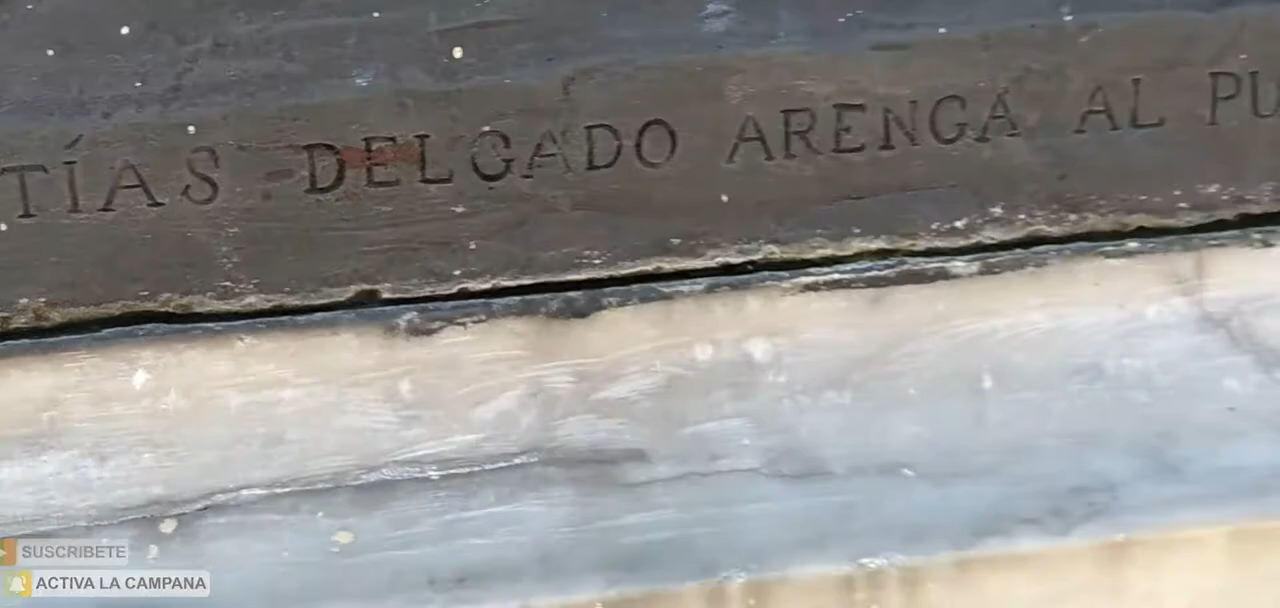 TÍAS DELGADO ARENGA AL PU
SUSCRIBETE
ACTIVA LA CAMPANA